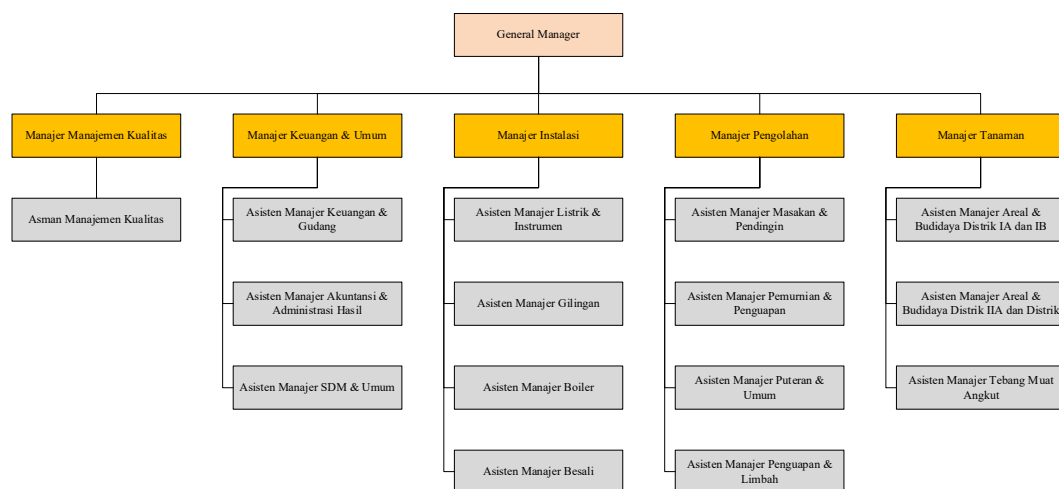 General Manager
Manajer Manajemen Kualitas
Manajer Keuangan & Umum
Manajer Instalasi
Manajer Pengolahan
Manajer Tanaman
Asman Manajemen Kualitas
Asisten Manajer Keuangan &
Gudang
Asisten Manajer Listrik &
Instrumen
Asisten Manajer Masakan &
Pendingin
Asisten Manajer Areal &
Budidaya Distrik IA dan IB
Asisten Manajer Akuntansi &
Administrasi Hasil
Asisten Manajer Gilingan
Asisten Manajer Pemurnian &
Penguapan
Asisten Manajer Areal &
Budidaya Distrik IIA dan Distrik
Asisten Manajer SDM & Umum
Asisten Manajer Boiler
Asisten Manajer Puteran &
Umum
Asisten Manajer Tebang Muat
Angkut
Asisten Manajer Besali
Asisten Manajer Penguapan &
Limbah